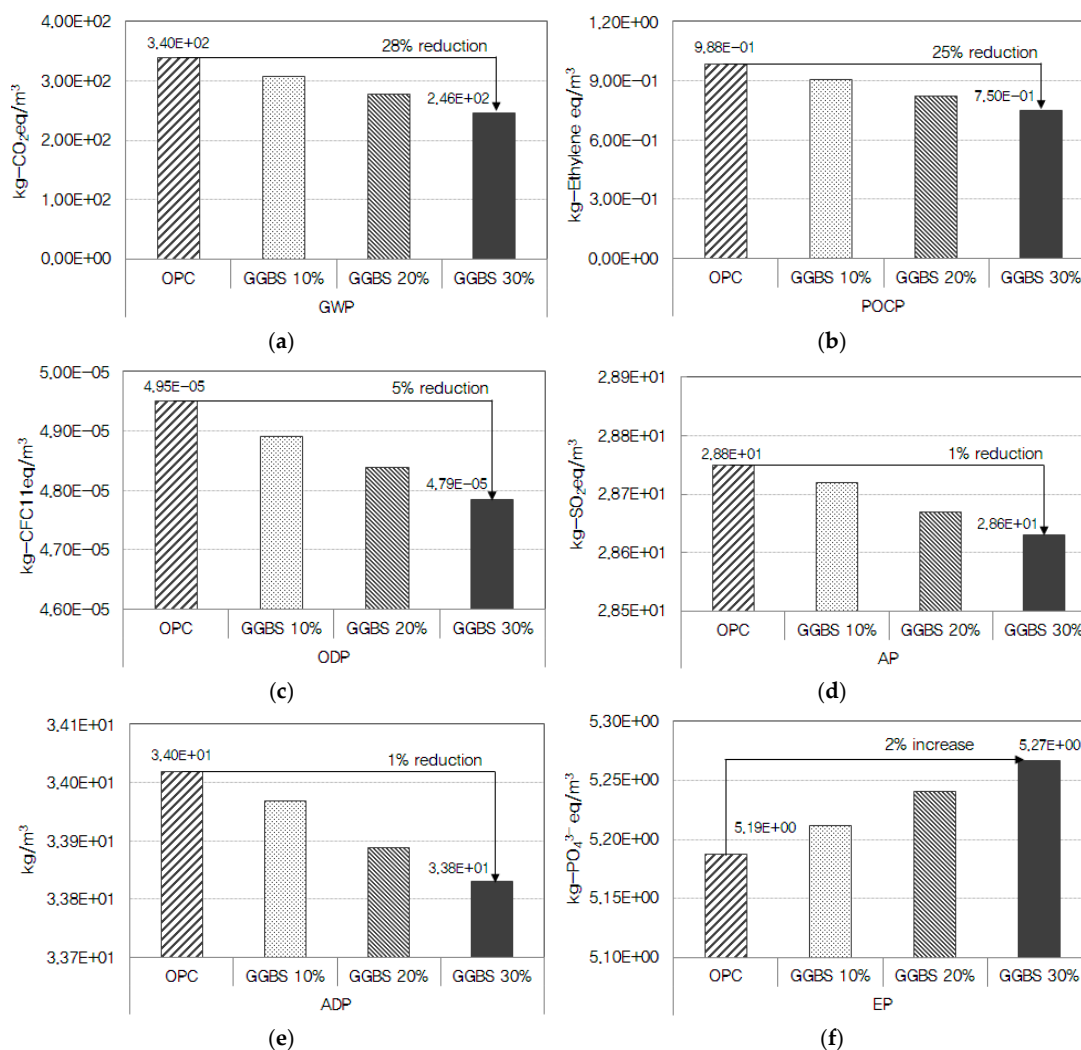 4.00E+02
3.00E+02
2.00E+02
1.00E+02
0.00E+00
kg-CO₂eq/m³
3.40E+02
28% reduction
2.46E+02
OPC GGBS 10% GGBS 20% GGBS 30%
GWP
(a)
1.20E+00
9.00E-01
6.00E-01
3.00E-01
0.00E+00
kg-Ethylene eq/m³
9.88E-01
25% reduction
7.50E-01
OPC GGBS 10% GGBS 20% GGBS 30%
POCP
(b)
5.00E-05
4.90E-05
4.80E-05
4.70E-05
4.60E-05
kg-CFC11eq/m³
4.95E-05
5% reduction
4.79E-05
OPC GGBS 10% GGBS 20% GGBS 30%
ODP
(c)
2.89E+01
2.88E+01
2.87E+01
2.86E+01
2.85E+01
kg-SO₂eq/m³
2.88E+01
1% reduction
2.86E+01
OPC GGBS 10% GGBS 20% GGBS 30%
AP
(d)
3.41E+01
3.40E+01
3.39E+01
3.38E+01
3.37E+01
kg/m³
3.40E+01
1% reduction
3.38E+01
OPC GGBS 10% GGBS 20% GGBS 30%
ADP
(e)
5.30E+00
5.25E+00
5.20E+00
5.15E+00
5.10E+00
kg-PO₄³⁻ eq/m³
5.19E+00
2% increase
5.27E+00
OPC GGBS 10% GGBS 20% GGBS 30%
EP
(f)